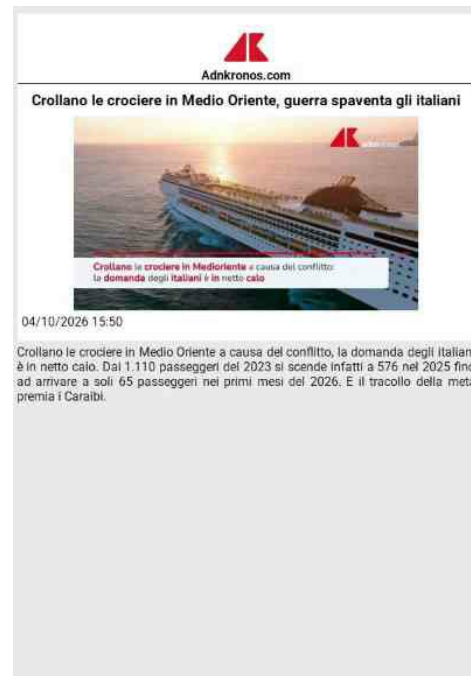 Adnkronos.com
Crollano le crociere in Medio Oriente, guerra spaventa gli italiani
Crollano le crociere in Medioriente a causa del conflitto:
la domanda degli italiani è in netto calo
04/10/2026 15:50
Crollano le crociere in Medio Oriente a causa del conflitto, la domanda degli italian
è in netto calo. Dai 1.110 passeggeri del 2023 si scende infatti a 576 nel 2025 fino
ad arrivare a soli 65 passeggeri nei primi mesi del 2026. E il tracollo della meta
premia i Caraibi.